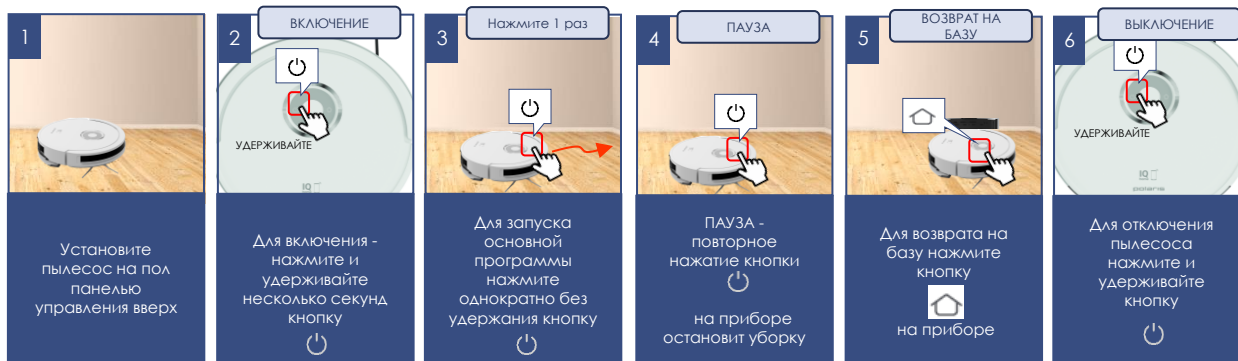 1
Установите
пылесос на пол
панелью
управления вверх
2
ВКЛЮЧЕНИЕ
УДЕРЖИВАЙТЕ
IQ
Для включения -
нажмите и
удерживайте
несколько секунд
кнопку
3
Нажмите 1 раз
Для запуска
основной
программы
нажмите
однократно без
удержания кнопку
4
ПАУЗА
ПАУЗА -
повторное
нажатие кнопки
на приборе
остановит уборку
5
ВОЗВРАТ НА
БАЗУ
Для возврата на
базу нажмите
кнопку
на приборе
6
ВЫКЛЮЧЕНИЕ
УДЕРЖИВАЙТЕ
IQ
polaris
Для отключения
пылесоса
нажмите и
удерживайте
кнопку